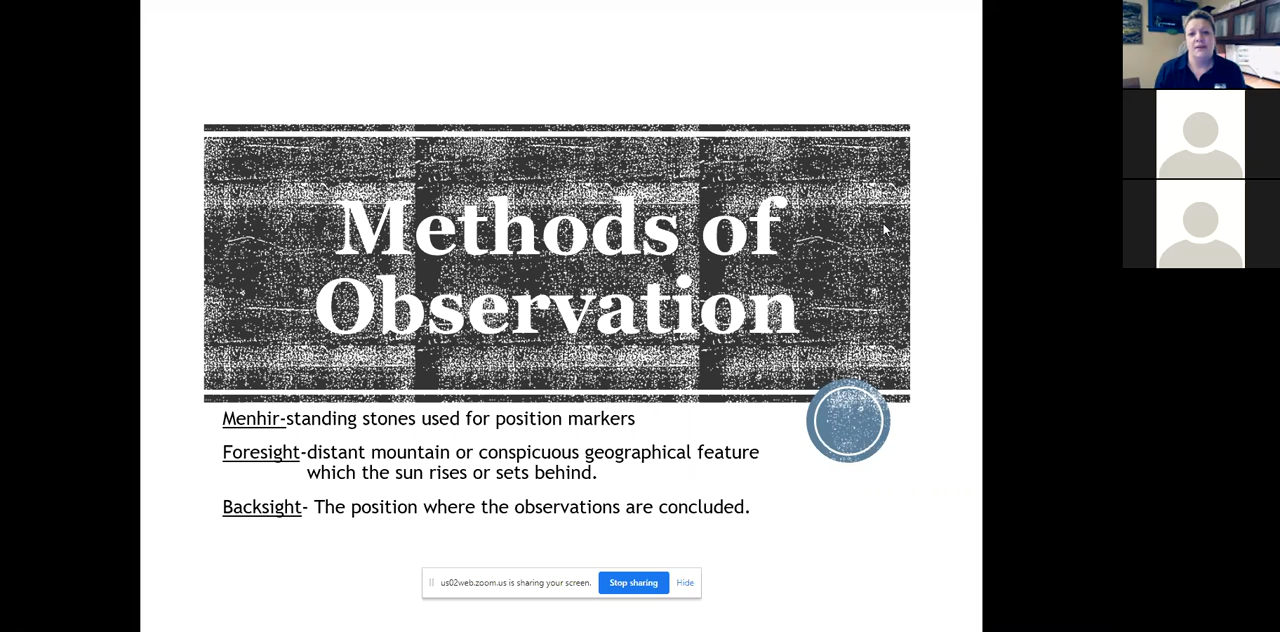 Methods of
Observation
Menhir-standing stones used for position markers
Foresight-distant mountain or conspicuous geographical feature
which the sun rises or sets behind.
Backsight- The position where the observations are concluded.
us02web.zoom.us is sharing your screen. Stop sharing Hide